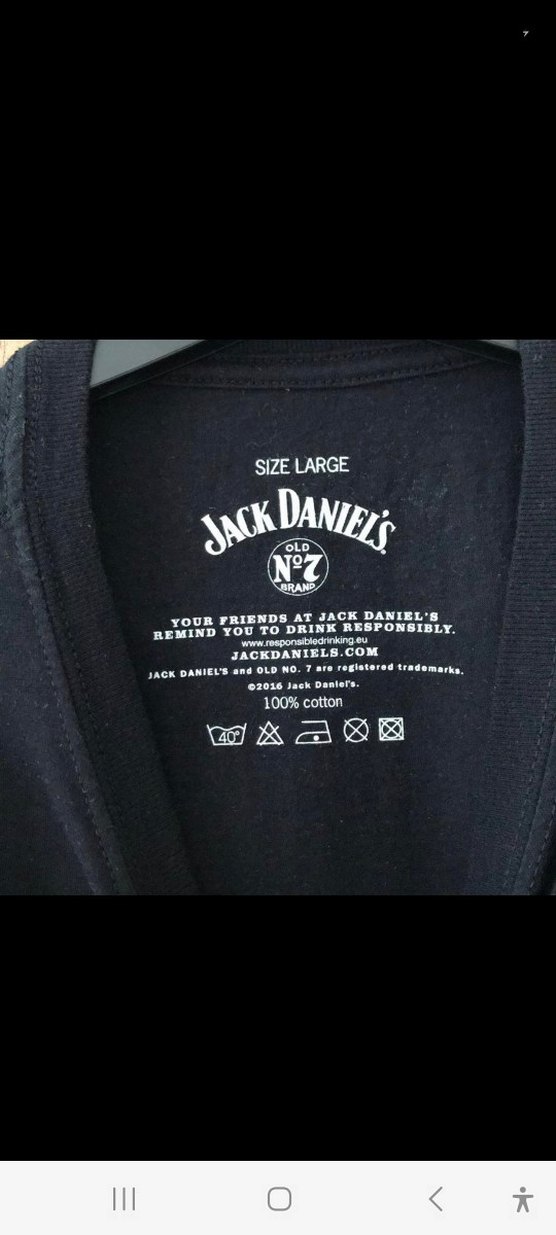 SIZE LARGE
JACK DANIEL'S
OLD
Nº7
BRAND
YOUR FRIENDS AT JACK DANIEL'S
REMIND YOU TO DRINK RESPONSIBLY.
www.responsibledrinking.eu
JACKDANIELS.COM
JACK DANIEL'S and OLD NO. 7 are registered trademarks.
©2016 Jack Daniel's.
100% cotton
40°